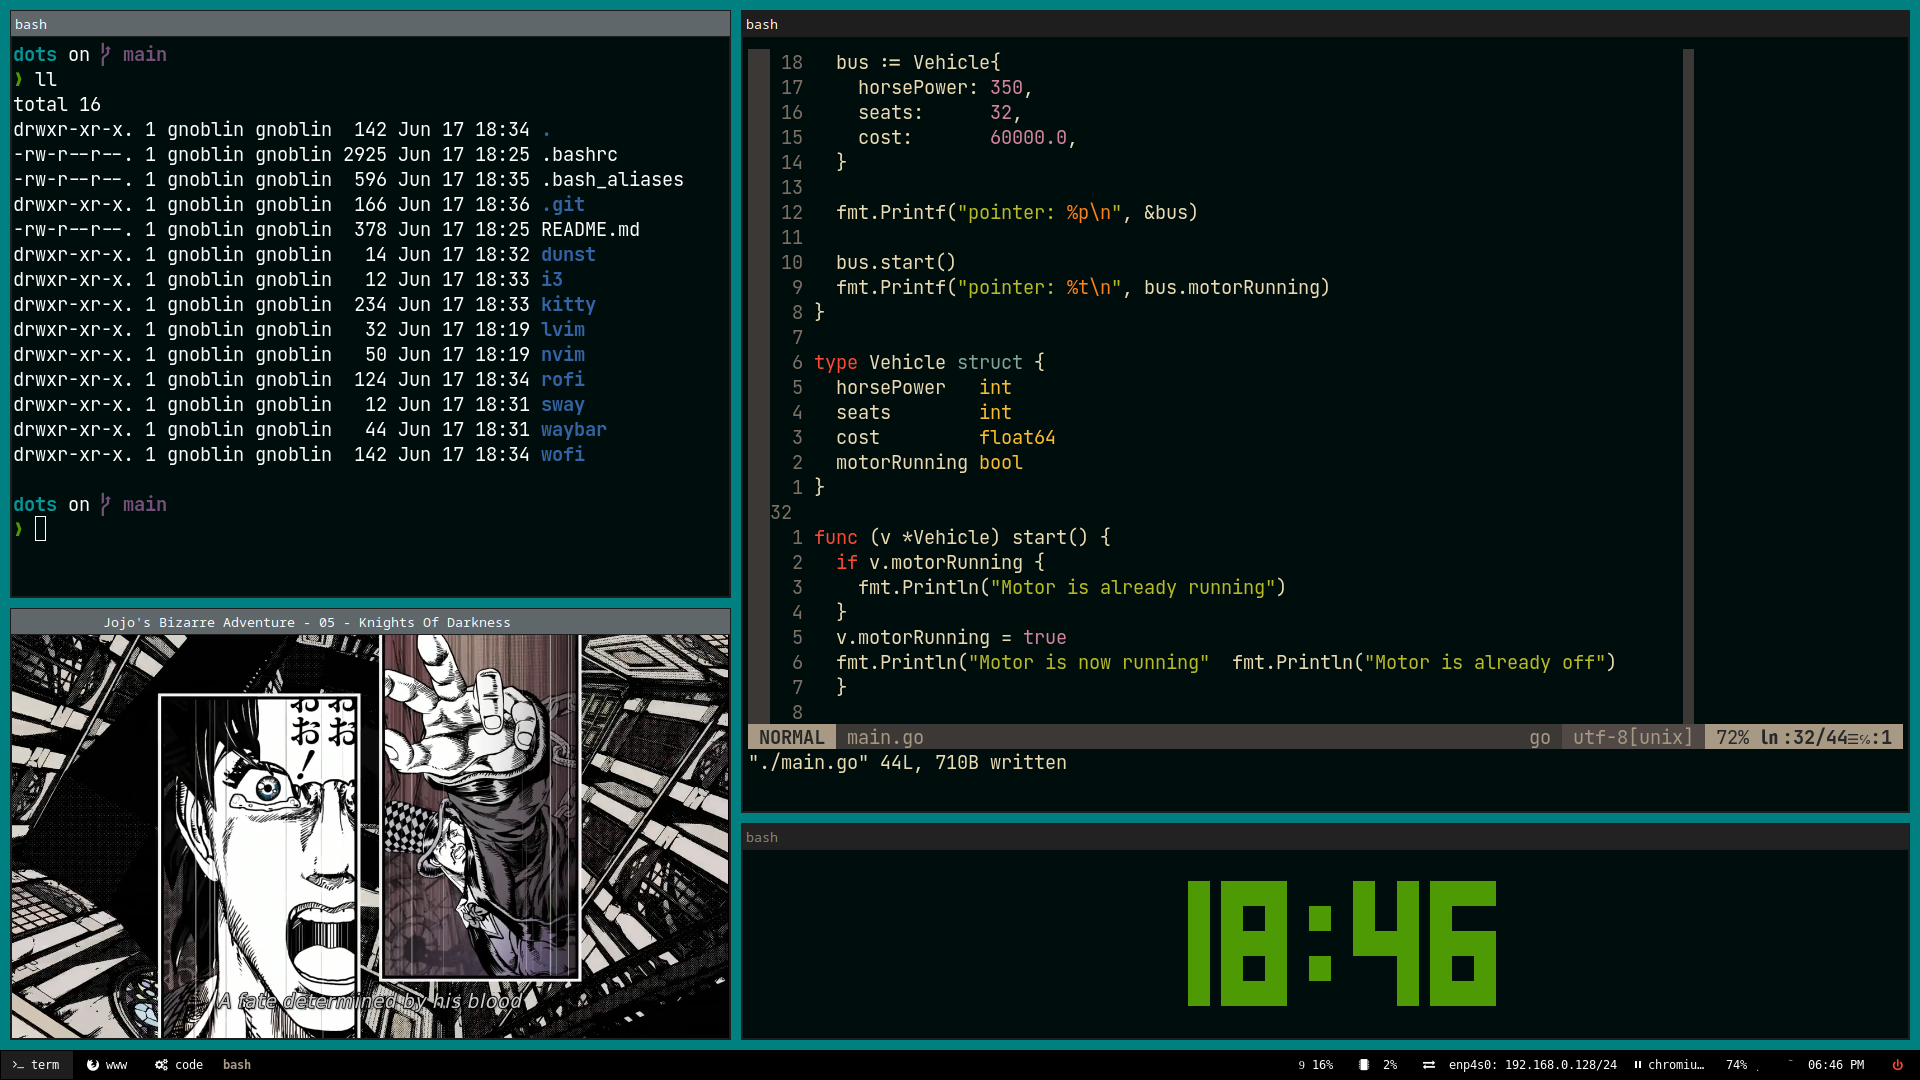 bash
dots on main
❯ ll
total 16
drwxr-xr-x. 1 gnoblin gnoblin  142 Jun 17 18:34 .
-rw-r--r--. 1 gnoblin gnoblin 2925 Jun 17 18:25 .bashrc
-rw-r--r--. 1 gnoblin gnoblin  596 Jun 17 18:35 .bash_aliases
drwxr-xr-x. 1 gnoblin gnoblin  166 Jun 17 18:36 .git
-rw-r--r--. 1 gnoblin gnoblin  378 Jun 17 18:25 README.md
drwxr-xr-x. 1 gnoblin gnoblin   14 Jun 17 18:32 dunst
drwxr-xr-x. 1 gnoblin gnoblin   12 Jun 17 18:33 i3
drwxr-xr-x. 1 gnoblin gnoblin  234 Jun 17 18:33 kitty
drwxr-xr-x. 1 gnoblin gnoblin   32 Jun 17 18:19 lvim
drwxr-xr-x. 1 gnoblin gnoblin   50 Jun 17 18:19 nvim
drwxr-xr-x. 1 gnoblin gnoblin  124 Jun 17 18:34 rofi
drwxr-xr-x. 1 gnoblin gnoblin   12 Jun 17 18:31 sway
drwxr-xr-x. 1 gnoblin gnoblin   44 Jun 17 18:31 waybar
drwxr-xr-x. 1 gnoblin gnoblin  142 Jun 17 18:34 wofi
dots on main
❯
Jojo's Bizarre Adventure - 05 - Knights Of Darkness
おお
おお
!
A fate determined by his blood
bash
18   bus := Vehicle{
17     horsePower: 350,
16     seats:      32,
15     cost:       60000.0,
14   }
13
12   fmt.Printf("pointer: %p\n", &bus)
11
10   bus.start()
9   fmt.Printf("pointer: %t\n", bus.motorRunning)
8 }
7
6 type Vehicle struct {
5   horsePower   int
4   seats        int
3   cost         float64
2   motorRunning bool
1 }
32
1 func (v *Vehicle) start() {
2   if v.motorRunning {
3     fmt.Println("Motor is already running")
4   }
5   v.motorRunning = true
6   fmt.Println("Motor is now running"  fmt.Println("Motor is already off")
7   }
8
NORMAL main.go go utf-8[unix] 72% ln:32/44☰℅:1
"./main.go" 44L, 710B written
bash
18:46
term www code bash 9 16% 2% enp4s0: 192.168.0.128/24 chromiu… 74% 06:46 PM